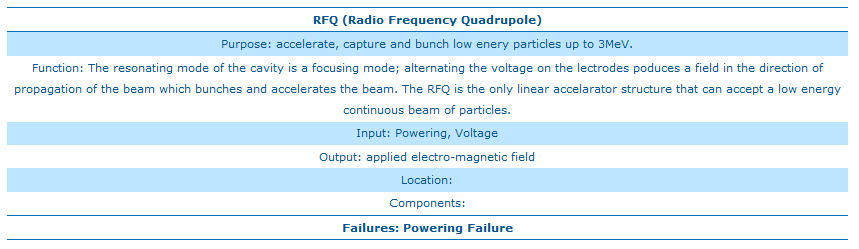 RFQ (Radio Frequency Quadrupole)
Purpose: accelerate, capture and bunch low enery particles up to 3MeV.
Function: The resonating mode of the cavity is a focusing mode; alternating the voltage on the lectrodes poduces a field in the direction of
propagation of the beam which bunches and accelerates the beam. The RFQ is the only linear accelarator structure that can accept a low energy
continuous beam of particles.
Input: Powering, Voltage
Output: applied electro-magnetic field
Location:
Components:
Failures: Powering Failure